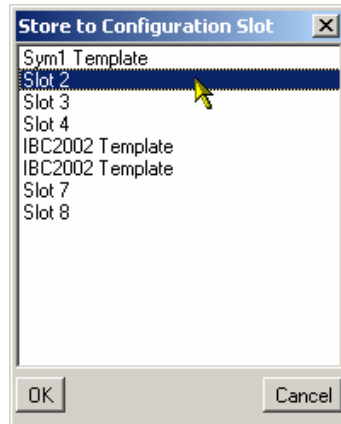 Store to Configuration Slot
Sym1 Template
Slot 2
Slot 3
Slot 4
IBC2002 Template
IBC2002 Template
Slot 7
Slot 8
OK Cancel